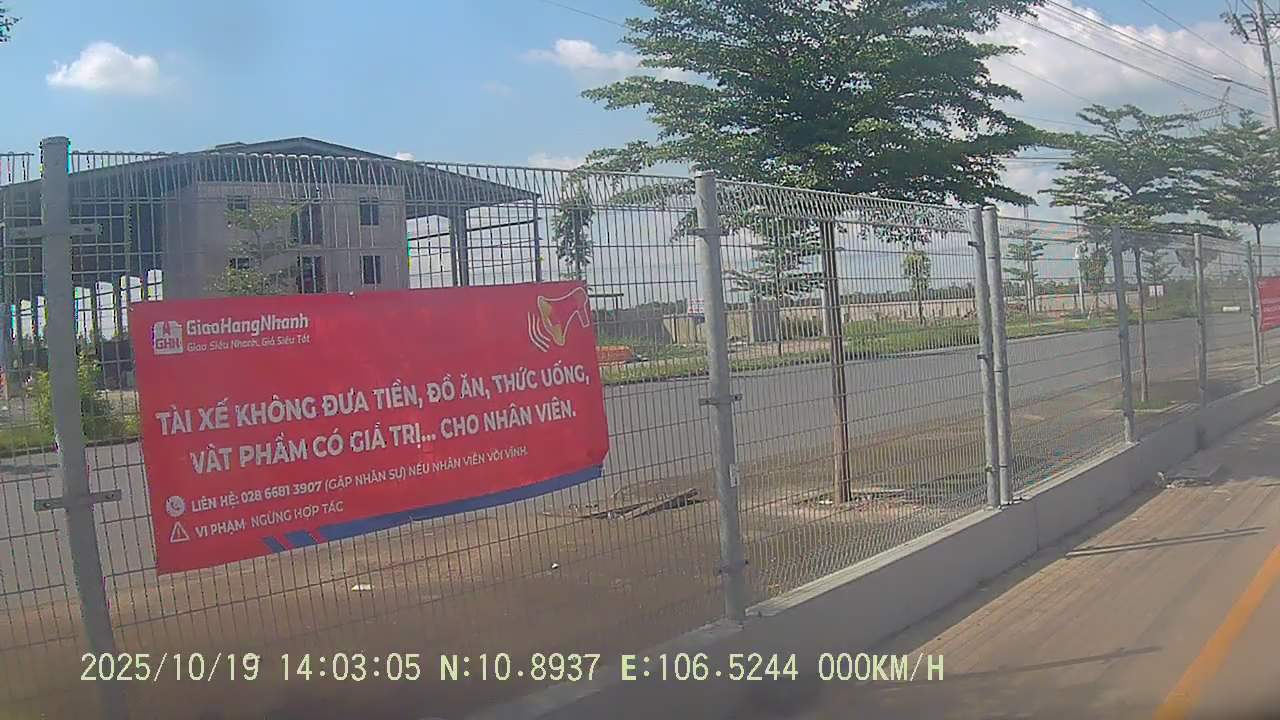 GiaoHangNhanh
GHN
Giao Siêu Nhanh, Giá Siêu Tốt
TÀI XẾ KHÔNG ĐƯA TIỀN, ĐỒ ĂN, THỨC UỐNG,
VẬT PHẨM CÓ GIÁ TRỊ... CHO NHÂN VIÊN.
LIÊN HỆ: 028 6681 3907 (GẶP NHÂN SỰ) NẾU NHÂN VIÊN VÒI VĨNH.
VI PHẠM: NGỪNG HỢP TÁC
2025/10/19 14:03:05 N:10.8937 E:106.5244 000KM/H